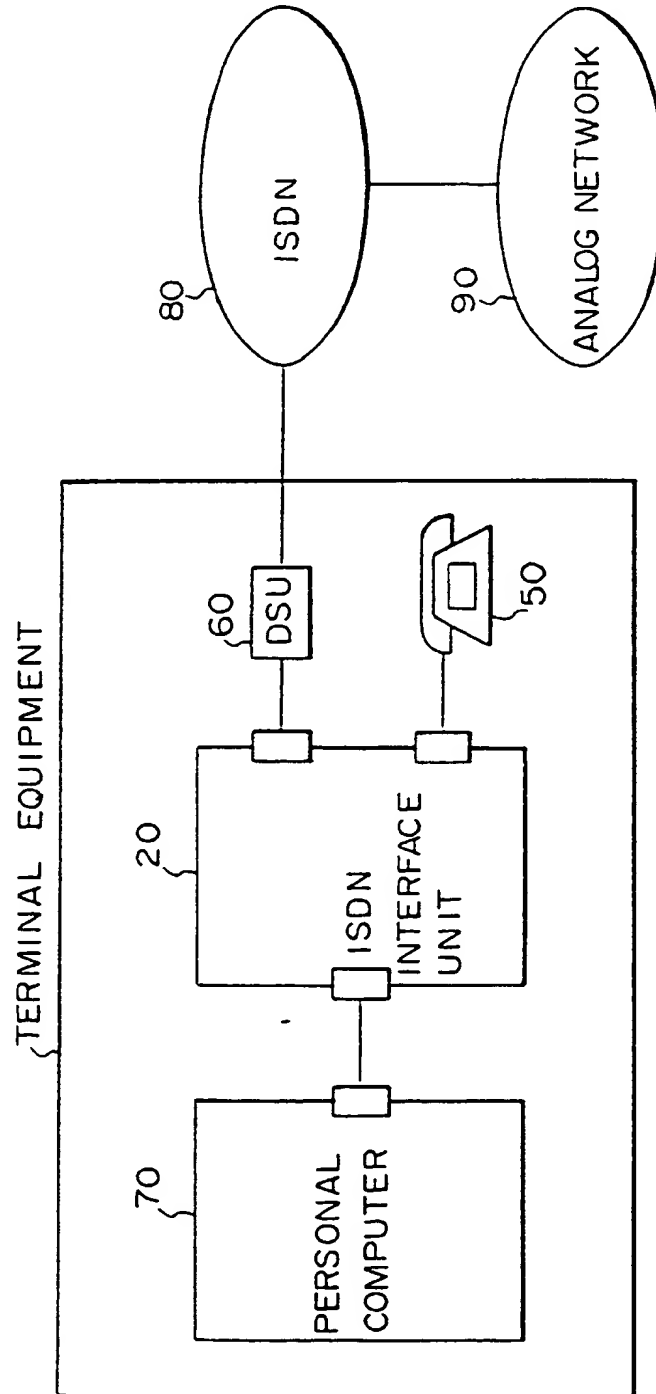 TERMINAL EQUIPMENT
70
PERSONAL
COMPUTER
20
ISDN
INTERFACE
UNIT
60
DSU
50
80
ISDN
90
ANALOG NETWORK